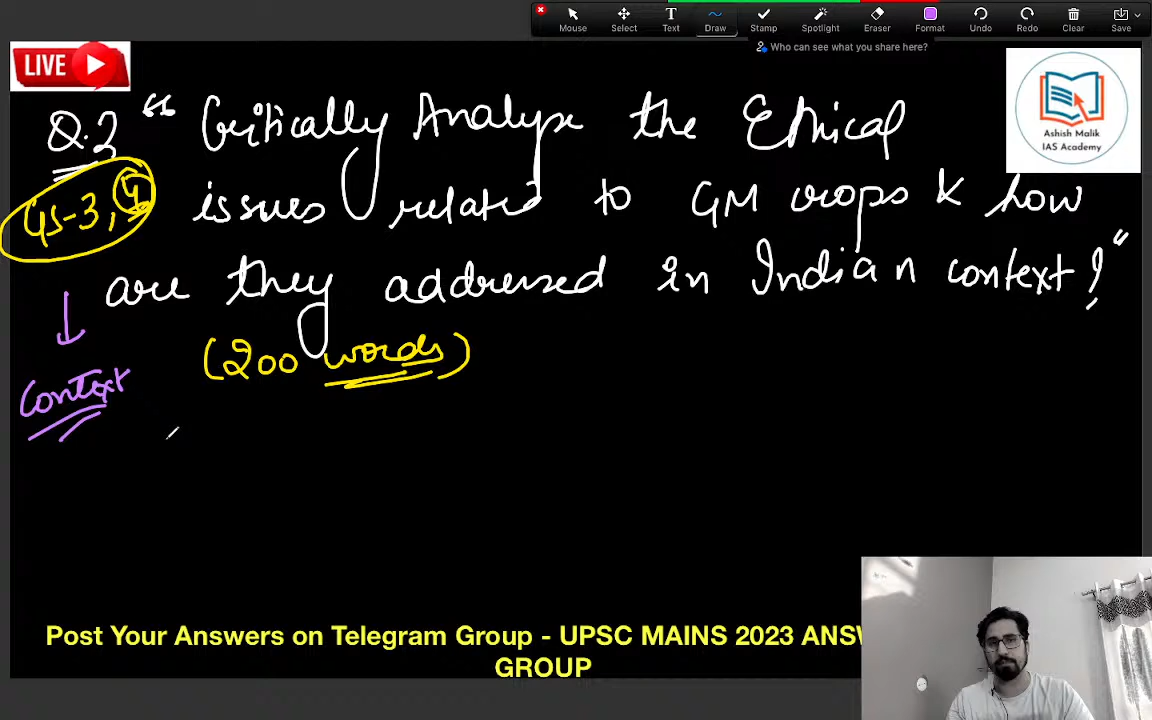 Mouse Select Text Draw Stamp Spotlight Eraser Format Undo Redo Clear Save
Who can see what you share here?
LIVE
Q.2 "Critically Analyse the Ethical
issues related to GM crops & how
are they addressed in Indian context?"
GS-3, 4
(200 words)
Context
Ashish Malik
IAS Academy
Post Your Answers on Telegram Group - UPSC MAINS 2023 ANSW
GROUP